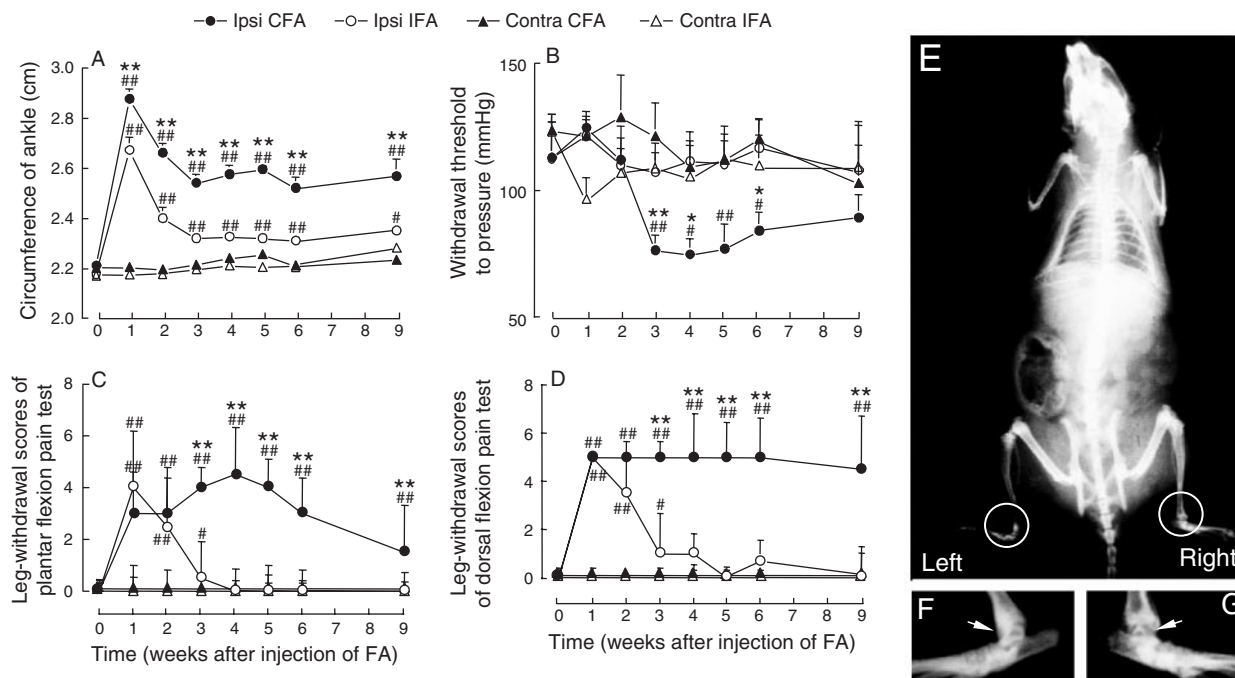 Ipsi CFA Ipsi IFA Contra CFA Contra IFA
A
Circumference of ankle (cm)
3.0
2.8
2.6
2.4
2.2
2.0
** ** ** ** ** ** **
## ## ## ## ## ## ##
## ## ## ## ## ## #
0 1 2 3 4 5 6 7 8 9
B
Withdrawal threshold
to pressure (mmHg)
150
100
50
** * *
## # ## #
0 1 2 3 4 5 6 7 8 9
C
Leg-withdrawal scores of
plantar flexion pain test
8
6
4
2
0
** ** ** ** **
## ## ## ## ## ## ##
## ## #
0 1 2 3 4 5 6 7 8 9
Time (weeks after injection of FA)
D
Leg-withdrawal scores
of dorsal flexion pain test
8
6
4
2
0
** ** ** ** **
## ## ## ## ## ## ##
## ## #
0 1 2 3 4 5 6 7 8 9
Time (weeks after injection of FA)
E
Left Right
F G